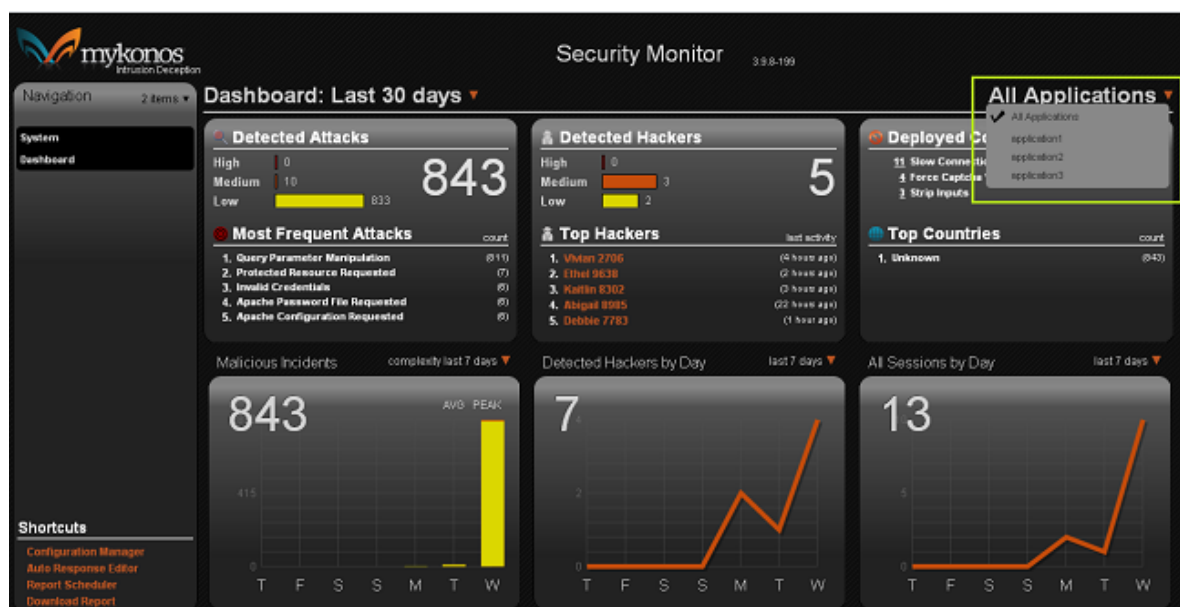 mykonos
Intrusion Deception
Security Monitor 3.9.8-199
Navigation 2 items
System
Dashboard
Dashboard: Last 30 days
All Applications
All Applications
application1
application2
application3
Detected Attacks
High 0
Medium 10
Low 833
843
Most Frequent Attacks count
1. Query Parameter Manipulation (811)
2. Protected Resource Requested (7)
3. Invalid Credentials (6)
4. Apache Password File Requested (6)
5. Apache Configuration Requested (6)
Detected Hackers
High 0
Medium 3
Low 2
5
Top Hackers last activity
1. Vivian 2706 (4 hours ago)
2. Ethel 9638 (2 hours ago)
3. Kaitlin 8302 (3 hours ago)
4. Abigail 8985 (22 hours ago)
5. Debbie 7783 (1 hour ago)
Deployed Co
11 Slow Connectio
4 Force Captcha
3 Strip Inputs
Top Countries count
1. Unknown (843)
Malicious Incidents complexity last 7 days
843
AVG PEAK
415
0
T F S S M T W
Detected Hackers by Day last 7 days
7
4
2
0
T F S S M T W
All Sessions by Day last 7 days
13
5
0
T F S S M T W
Shortcuts
Configuration Manager
Auto Response Editor
Report Scheduler
Download Report